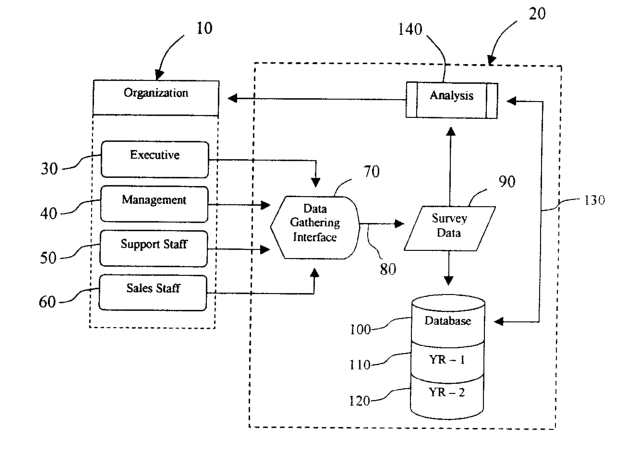 10
20
140
Organization
Analysis
Executive
30
70
90
Management
40
Data
Gathering
Interface
Survey
Data
130
Support Staff
50
80
Sales Staff
60
100
Database
110
YR – 1
120
YR – 2